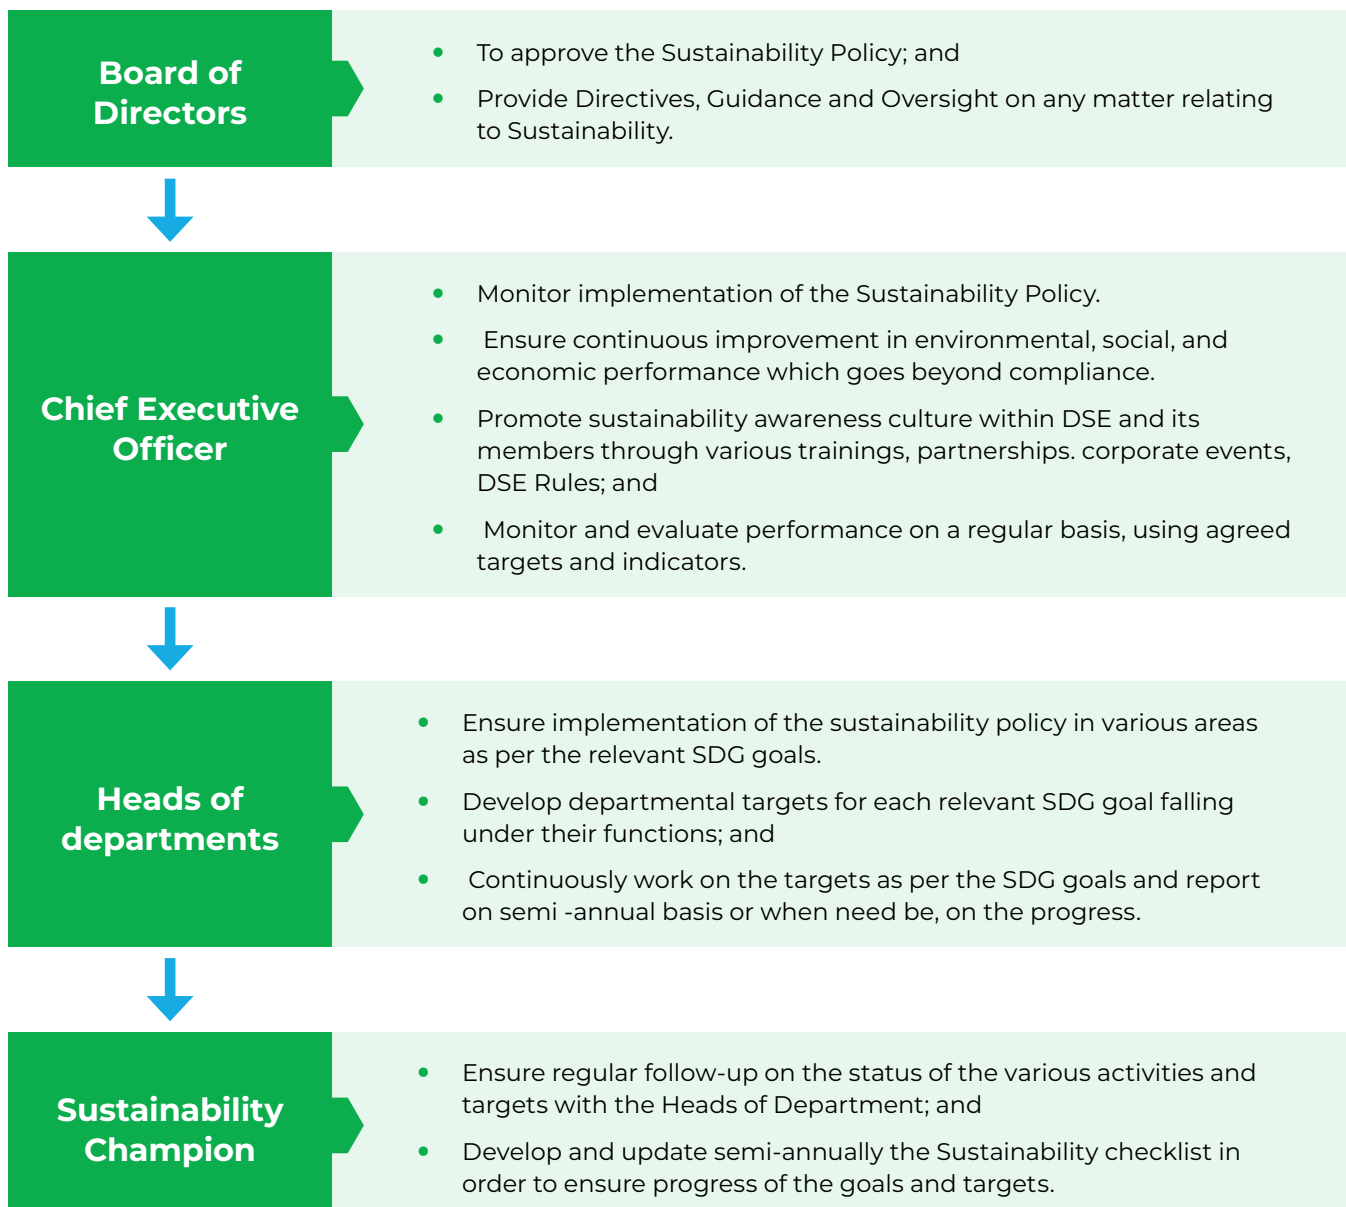 Board of
Directors
• To approve the Sustainability Policy; and
• Provide Directives, Guidance and Oversight on any matter relating
to Sustainability.
Chief Executive
Officer
• Monitor implementation of the Sustainability Policy.
• Ensure continuous improvement in environmental, social, and
economic performance which goes beyond compliance.
• Promote sustainability awareness culture within DSE and its
members through various trainings, partnerships. corporate events,
DSE Rules; and
• Monitor and evaluate performance on a regular basis, using agreed
targets and indicators.
Heads of
departments
• Ensure implementation of the sustainability policy in various areas
as per the relevant SDG goals.
• Develop departmental targets for each relevant SDG goal falling
under their functions; and
• Continuously work on the targets as per the SDG goals and report
on semi -annual basis or when need be, on the progress.
Sustainability
Champion
• Ensure regular follow-up on the status of the various activities and
targets with the Heads of Department; and
• Develop and update semi-annually the Sustainability checklist in
order to ensure progress of the goals and targets.